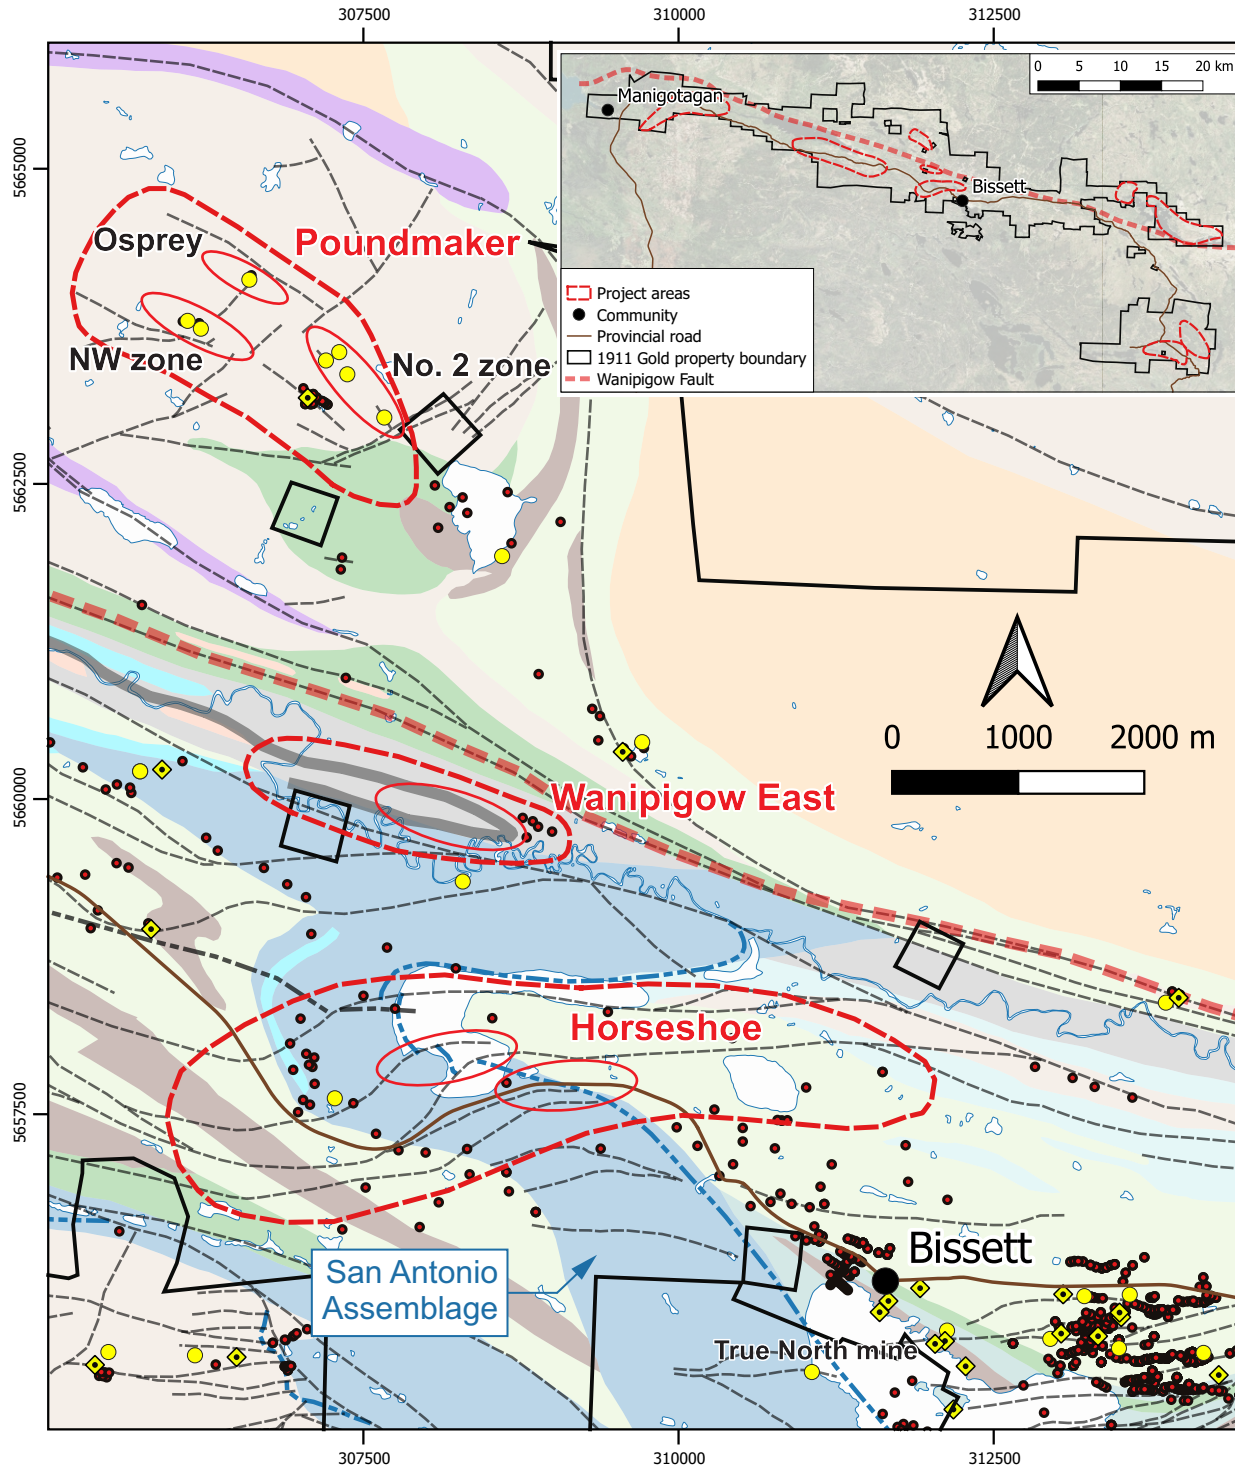 307500
310000
312500
0 5 10 15 20 km
Manigotagan
Bissett
5665000
Osprey
Poundmaker
Project areas
Community
Provincial road
1911 Gold property boundary
Wanipigow Fault
NW zone
No. 2 zone
5662500
0 1000 2000 m
5660000
Wanipigow East
Horseshoe
5657500
Bissett
San Antonio
Assemblage
True North mine
307500
310000
312500